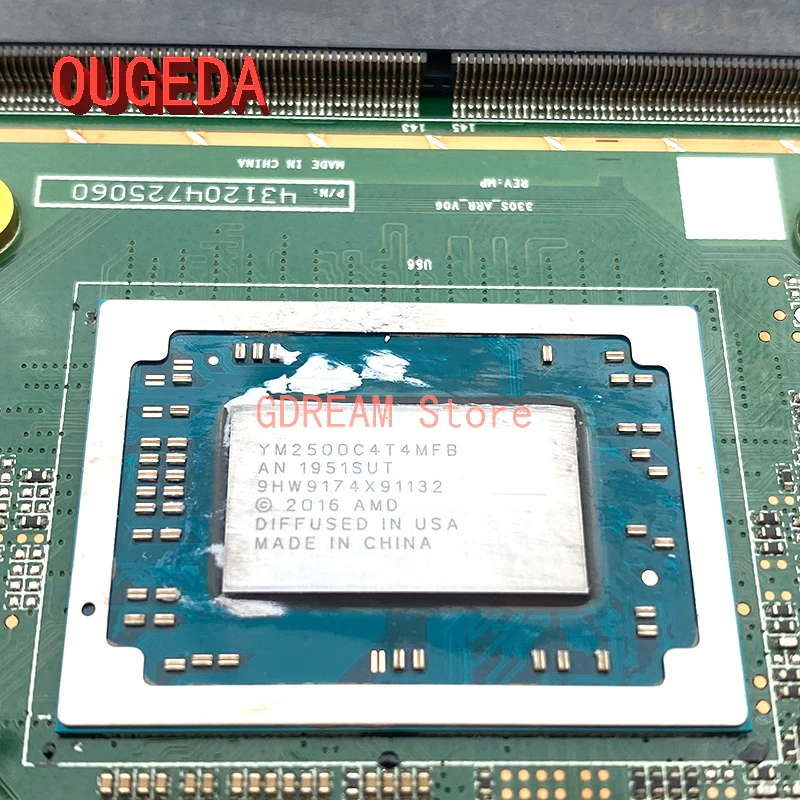 OUGEDA
145 143
MADE IN CHINA
REV:MP
P/N: 431204725060
330S_ARR_V06
U66
GDREAM Store
YM2500C4T4MFB
AN 1951SUT
9HW9174X91132
© 2016 AMD
DIFFUSED IN USA
MADE IN CHINA